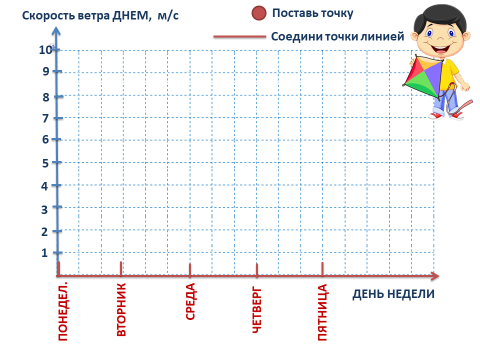 Скорость ветра ДНЕМ, м/с
Поставь точку
Соедини точки линией
10
9
8
7
6
5
4
3
2
1
ПОНЕДЕЛ.
ВТОРНИК
СРЕДА
ЧЕТВЕРГ
ПЯТНИЦА
ДЕНЬ НЕДЕЛИ